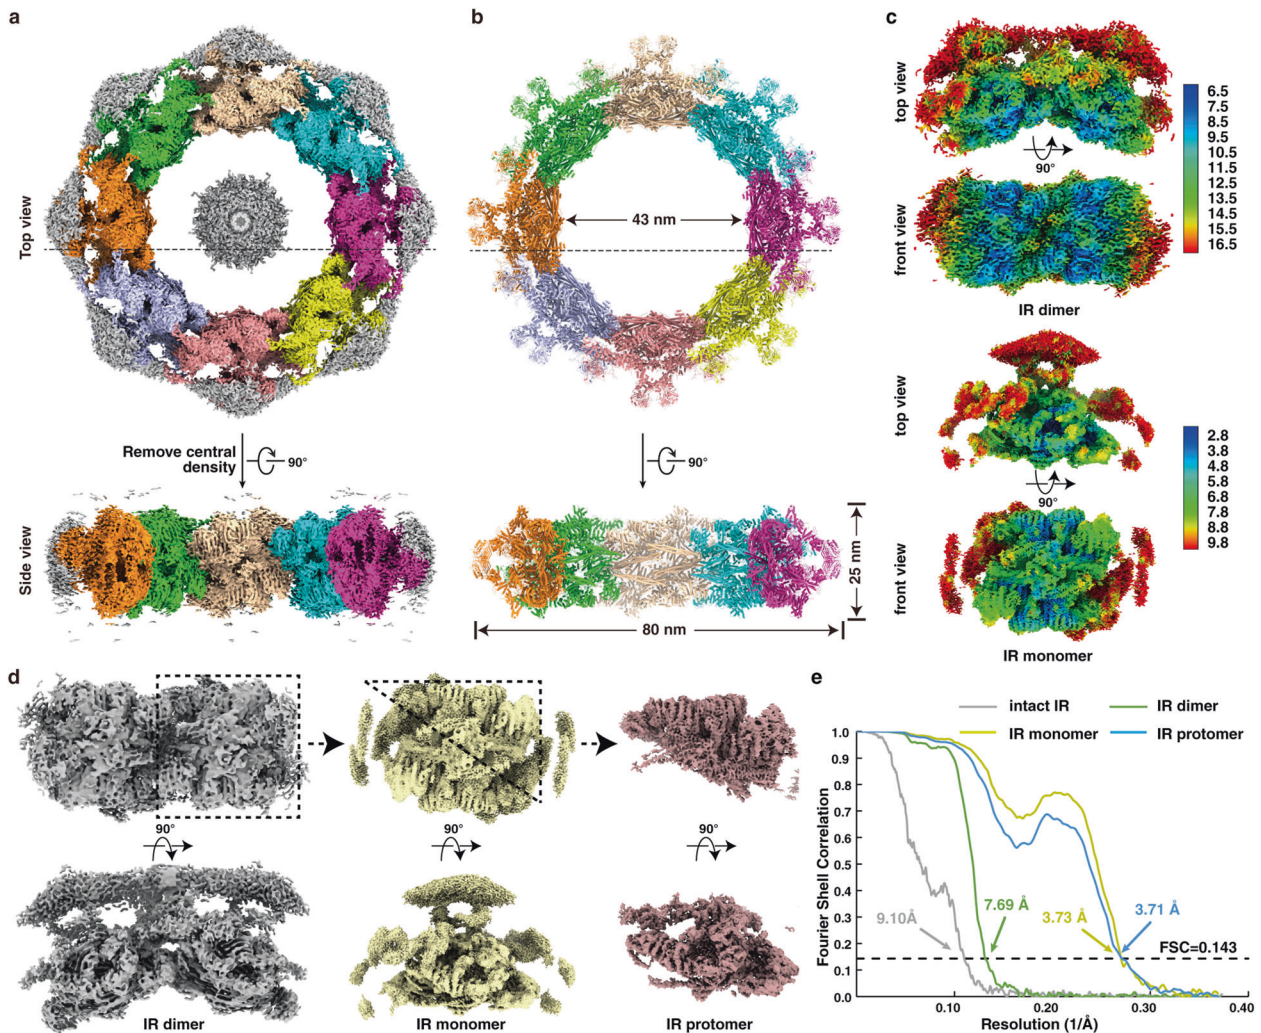 a
Top view
Remove central
density
90°
Side view
b
43 nm
90°
25 nm
80 nm
c
top view
90°
front view
IR dimer
6.5
7.5
8.5
9.5
10.5
11.5
12.5
13.5
14.5
15.5
16.5
top view
90°
front view
IR monomer
2.8
3.8
4.8
5.8
6.8
7.8
8.8
9.8
d
90°
90°
90°
IR dimer
IR monomer
IR protomer
e
intact IR
IR dimer
IR monomer
IR protomer
Fourier Shell Correlation
1.0
0.9
0.8
0.7
0.6
0.5
0.4
0.3
0.2
0.1
0.0
9.10Å
7.69 Å
3.73 Å
3.71 Å
FSC=0.143
0.10
0.20
0.30
0.40
Resolution (1/Å)